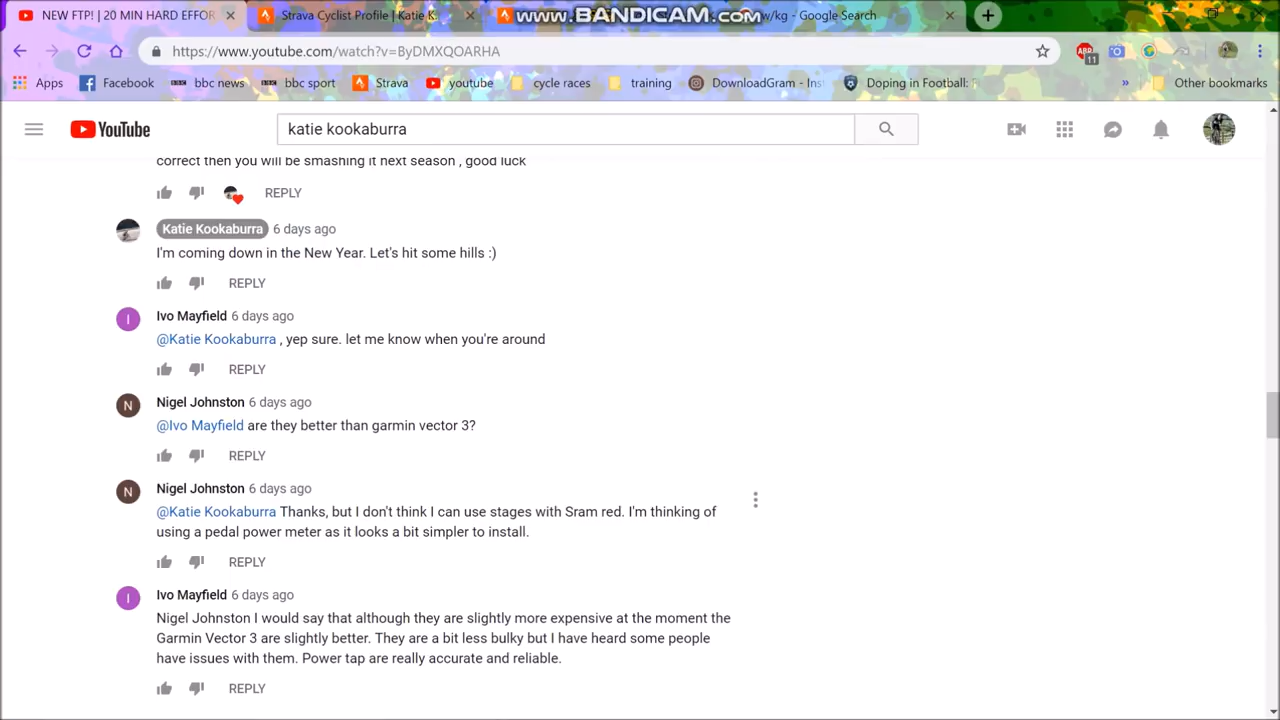 NEW FTP! | 20 MIN HARD EFFOR
Strava Cyclist Profile | Katie K
www.BANDICAM.com
w/kg - Google Search
https://www.youtube.com/watch?v=ByDMXQOARHA
ABP
11
Apps
Facebook
BBC
bbc news
BBC
bbc sport
Strava
youtube
cycle races
training
DownloadGram - Inst
Doping in Football:
»
Other bookmarks
YouTube
katie kookaburra
correct then you will be smashing it next season , good luck
REPLY
Katie Kookaburra 6 days ago
I'm coming down in the New Year. Let's hit some hills :)
REPLY
I
Ivo Mayfield 6 days ago
@Katie Kookaburra , yep sure. let me know when you're around
REPLY
N
Nigel Johnston 6 days ago
@Ivo Mayfield are they better than garmin vector 3?
REPLY
N
Nigel Johnston 6 days ago
@Katie Kookaburra Thanks, but I don't think I can use stages with Sram red. I'm thinking of
using a pedal power meter as it looks a bit simpler to install.
REPLY
I
Ivo Mayfield 6 days ago
Nigel Johnston I would say that although they are slightly more expensive at the moment the
Garmin Vector 3 are slightly better. They are a bit less bulky but I have heard some people
have issues with them. Power tap are really accurate and reliable.
REPLY